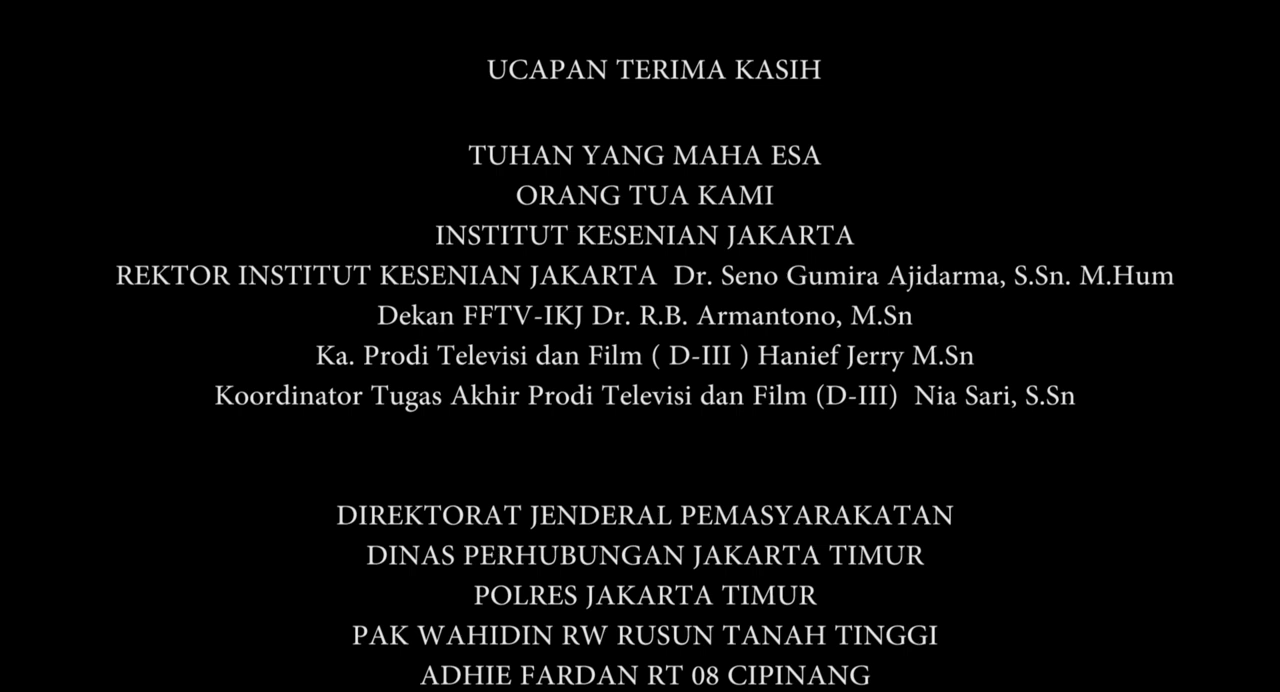 UCAPAN TERIMA KASIH
TUHAN YANG MAHA ESA
ORANG TUA KAMI
INSTITUT KESENIAN JAKARTA
REKTOR INSTITUT KESENIAN JAKARTA  Dr. Seno Gumira Ajidarma, S.Sn. M.Hum
Dekan FFTV-IKJ Dr. R.B. Armantono, M.Sn
Ka. Prodi Televisi dan Film ( D-III ) Hanief Jerry M.Sn
Koordinator Tugas Akhir Prodi Televisi dan Film (D-III)  Nia Sari, S.Sn
DIREKTORAT JENDERAL PEMASYARAKATAN
DINAS PERHUBUNGAN JAKARTA TIMUR
POLRES JAKARTA TIMUR
PAK WAHIDIN RW RUSUN TANAH TINGGI
ADHIE FARDAN RT 08 CIPINANG